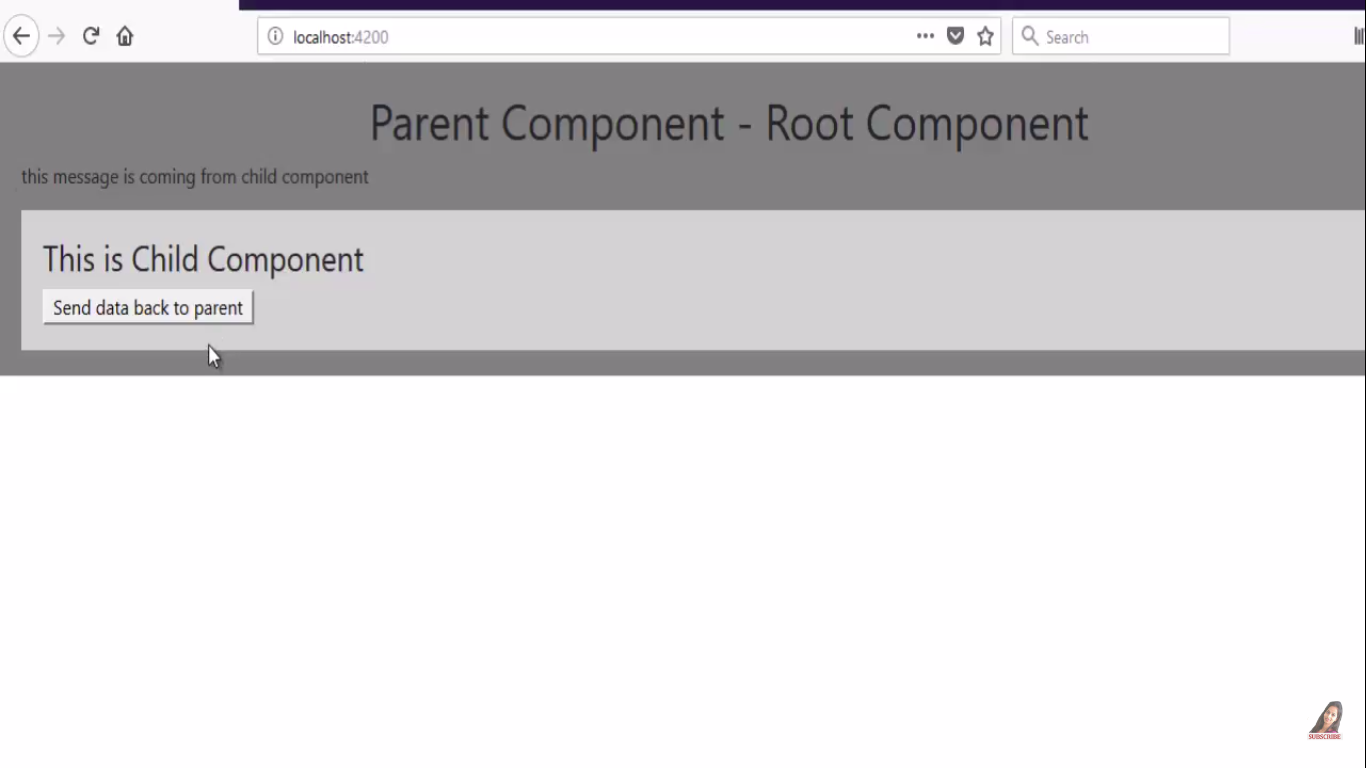 localhost:4200
Search
Parent Component - Root Component
this message is coming from child component
This is Child Component
Send data back to parent
SUBSCRIBE